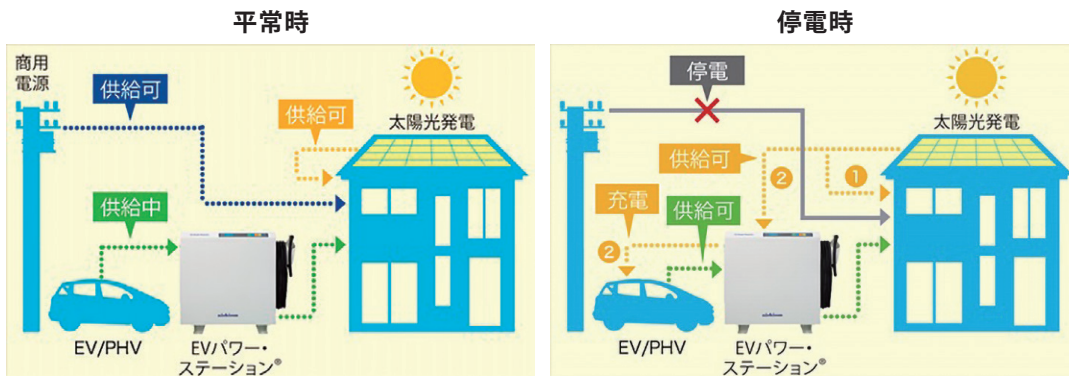 平常時
商用
電源
供給可
供給可
太陽光発電
供給中
EV/PHV
EVパワー・
ステーション®
停電時
停電
太陽光発電
供給可
②
①
充電
供給可
②
EV/PHV
EVパワー・
ステーション®